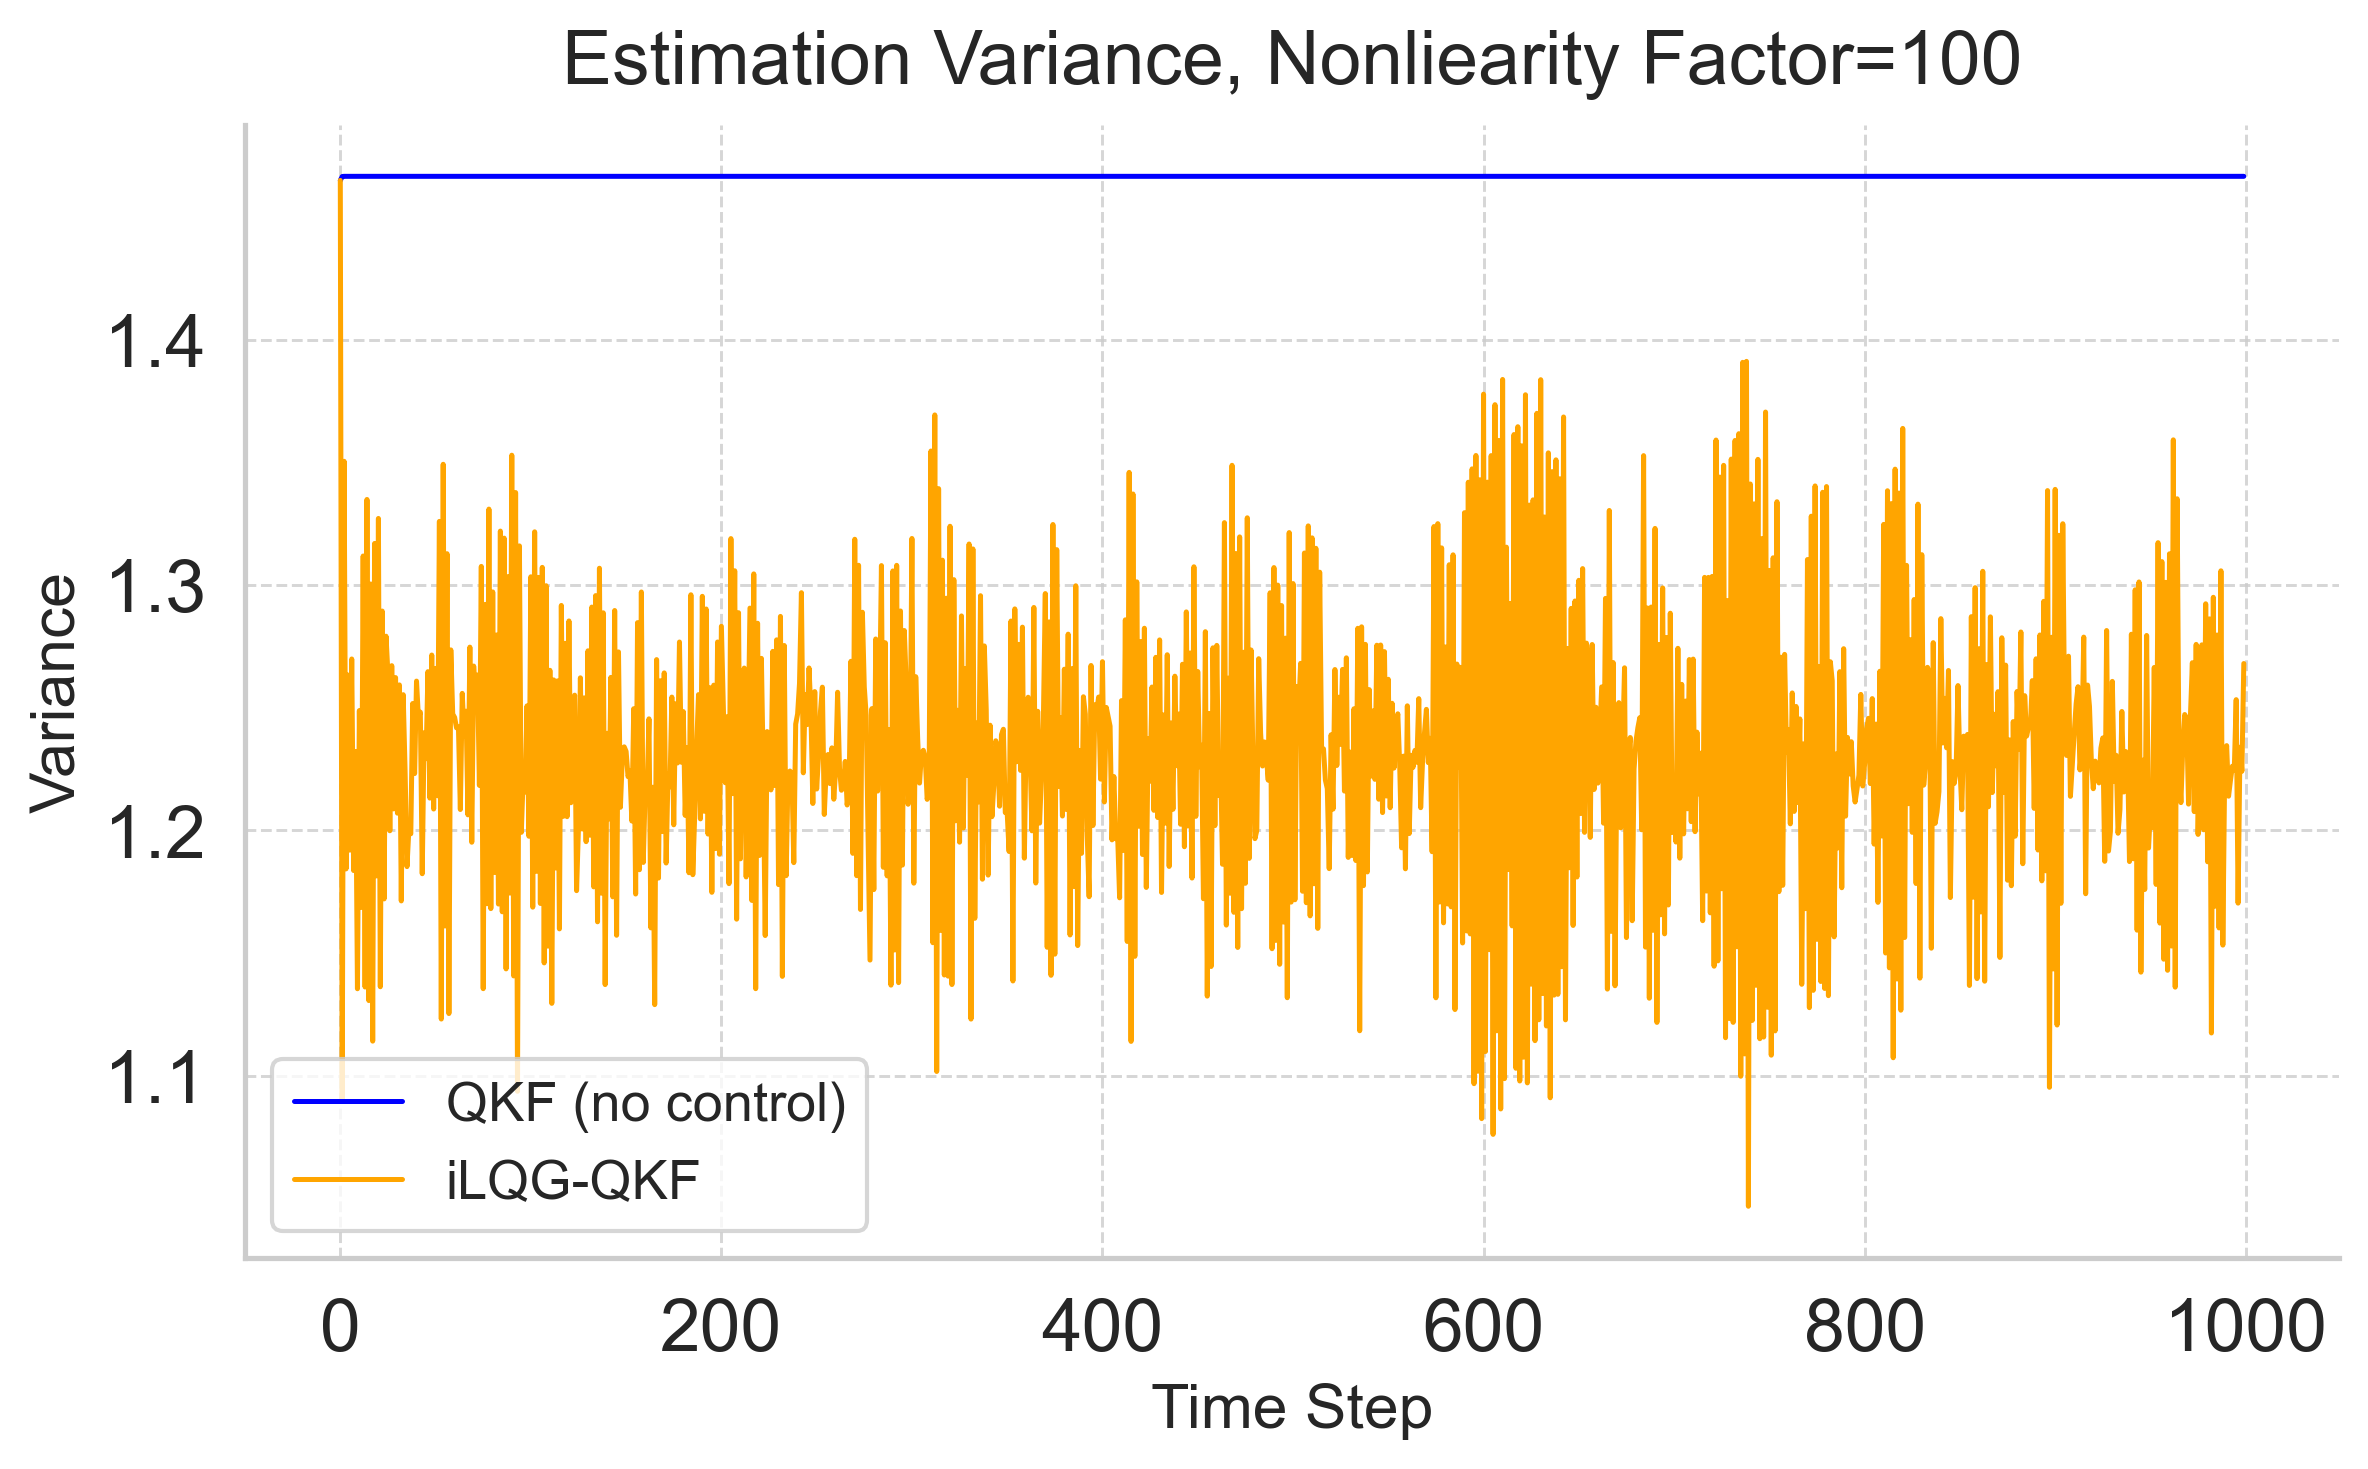 Estimation Variance, Nonliearity Factor=100
Variance
1.4
1.3
1.2
1.1
QKF (no control)
iLQG-QKF
0 200 400 600 800 1000
Time Step